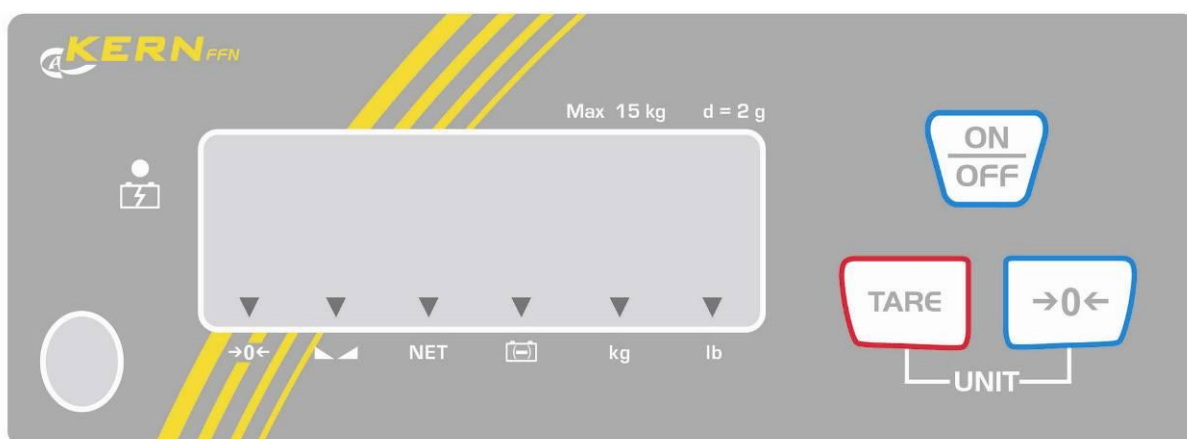 KERN FFN
Max 15 kg d = 2 g
ON
OFF
TARE →0←
→0← NET kg lb
UNIT